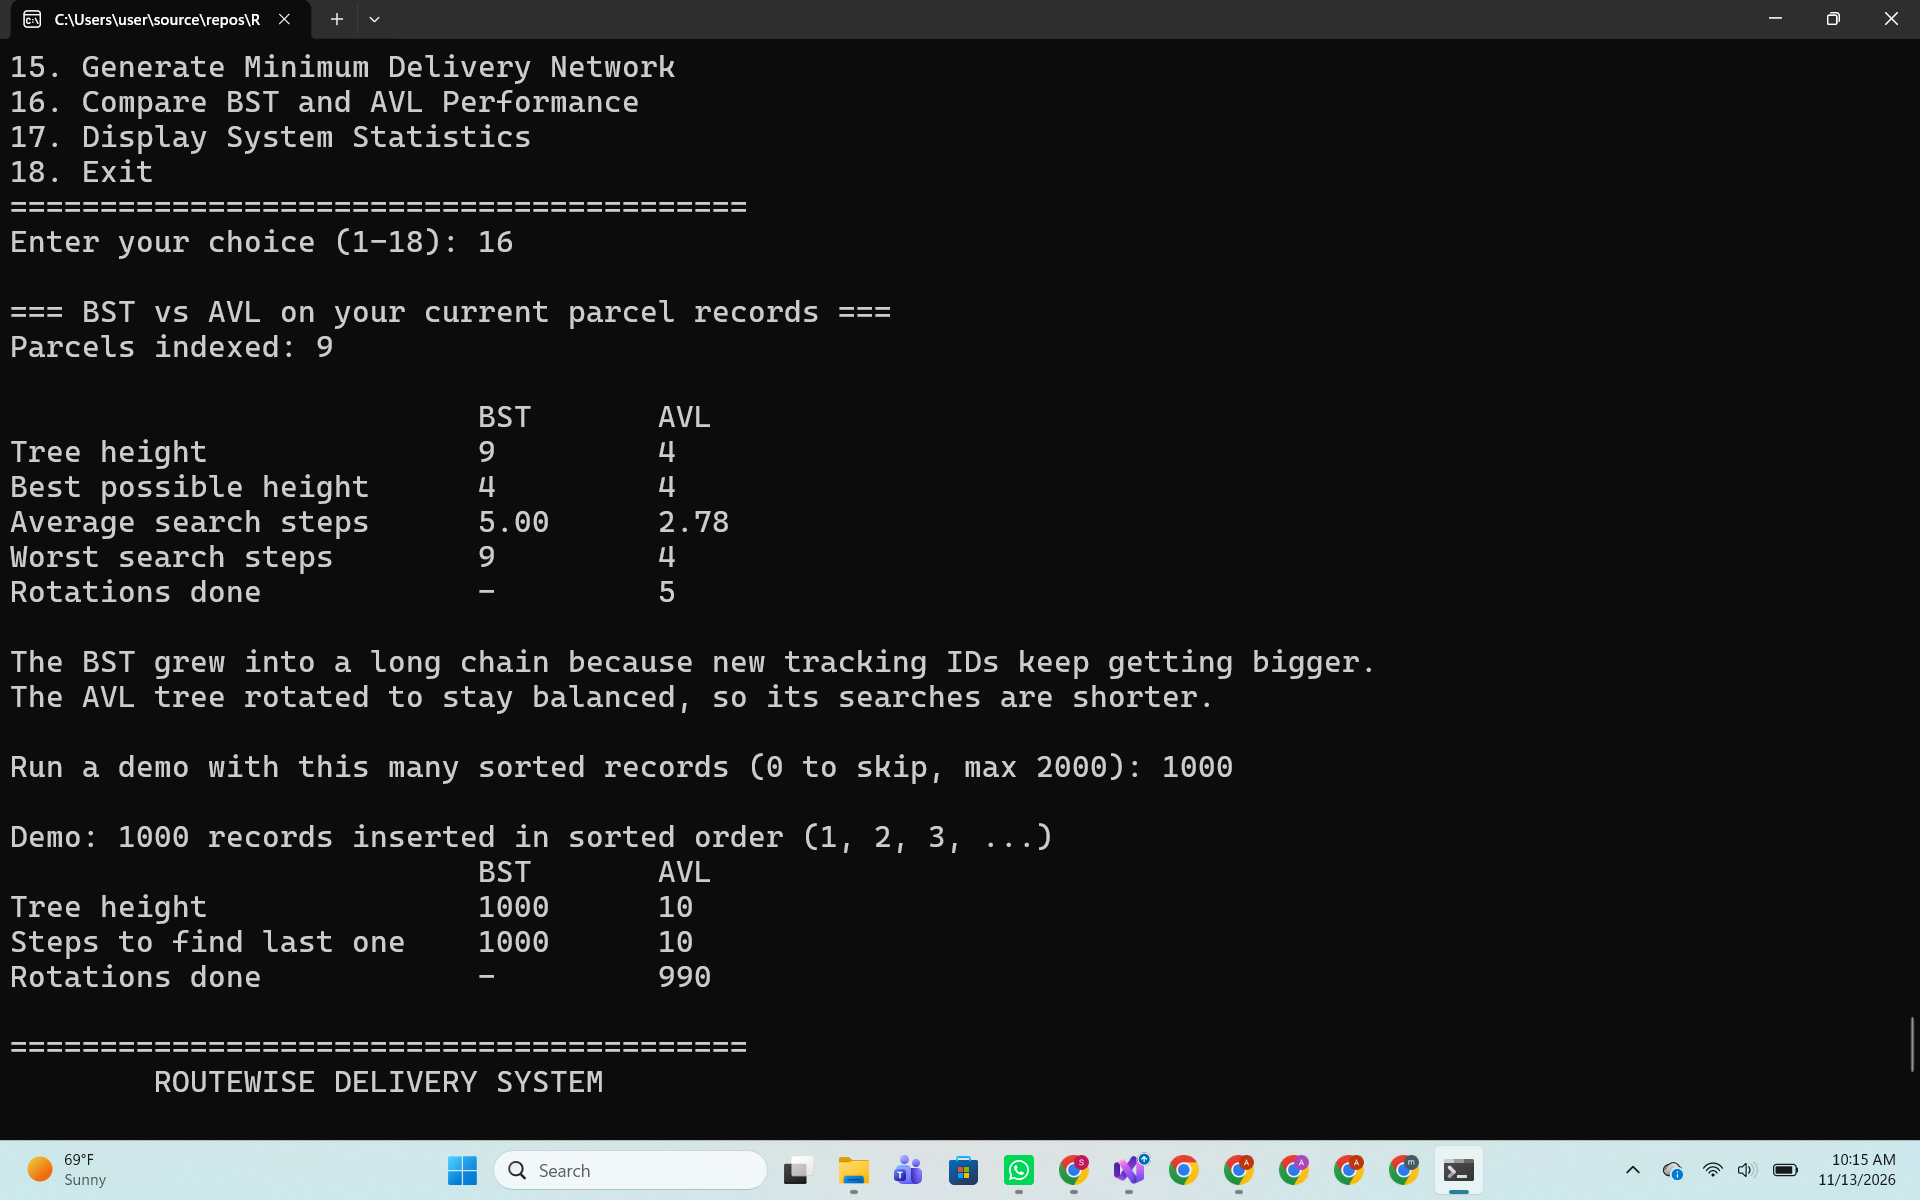 C:\Users\user\source\repos\R
15. Generate Minimum Delivery Network
16. Compare BST and AVL Performance
17. Display System Statistics
18. Exit
=========================================
Enter your choice (1-18): 16
=== BST vs AVL on your current parcel records ===
Parcels indexed: 9
BST AVL
Tree height 9 4
Best possible height 4 4
Average search steps 5.00 2.78
Worst search steps 9 4
Rotations done - 5
The BST grew into a long chain because new tracking IDs keep getting bigger.
The AVL tree rotated to stay balanced, so its searches are shorter.
Run a demo with this many sorted records (0 to skip, max 2000): 1000
Demo: 1000 records inserted in sorted order (1, 2, 3, ...)
BST AVL
Tree height 1000 10
Steps to find last one 1000 10
Rotations done - 990
=========================================
ROUTEWISE DELIVERY SYSTEM
69°F
Sunny
Search
10:15 AM
11/13/2026